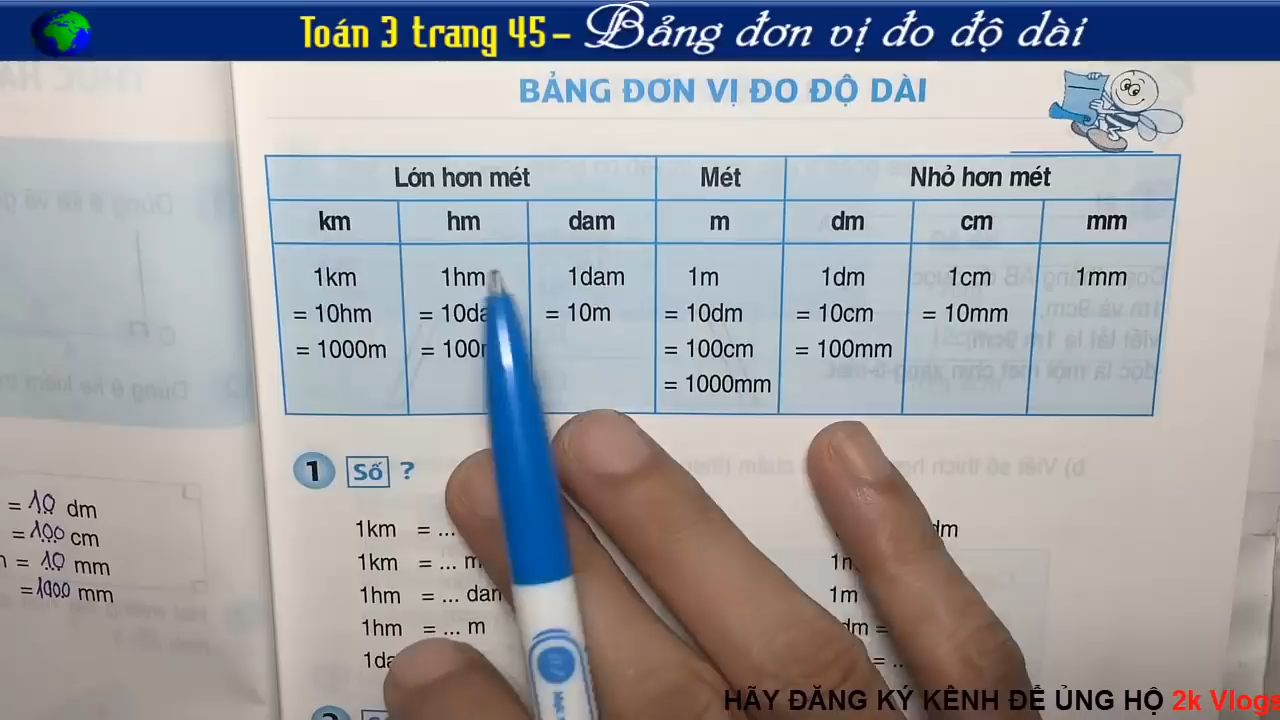 Toán 3 trang 45 – Bảng đơn vị đo độ dài
BẢNG ĐƠN VỊ ĐO ĐỘ DÀI
Lớn hơn mét Mét Nhỏ hơn mét
km hm dam m dm cm mm
1km 1hm 1dam 1m 1dm 1cm 1mm
= 10hm = 10da = 10m = 10dm = 10cm = 10mm
= 1000m = 100 = 100cm = 100mm
= 1000mm
1 Số ?
1km = ... dm
1km = ... m
1hm = ... dam 1m
1hm = ... m dm =
= ...
= 10 dm
= 100 cm
= 10 mm
= 1000 mm
HÃY ĐĂNG KÝ KÊNH ĐỂ ỦNG HỘ 2k Vlogs